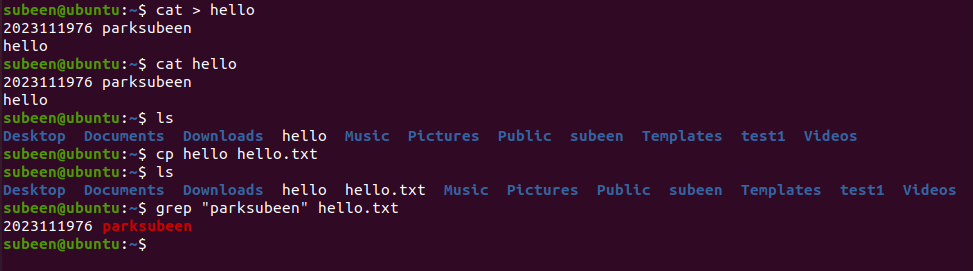 subeen@ubuntu:~$ cat > hello
2023111976 parksubeen
hello
subeen@ubuntu:~$ cat hello
2023111976 parksubeen
hello
subeen@ubuntu:~$ ls
Desktop  Documents  Downloads  hello  Music  Pictures  Public  subeen  Templates  test1  Videos
subeen@ubuntu:~$ cp hello hello.txt
subeen@ubuntu:~$ ls
Desktop  Documents  Downloads  hello  hello.txt  Music  Pictures  Public  subeen  Templates  test1  Videos
subeen@ubuntu:~$ grep "parksubeen" hello.txt
2023111976 parksubeen
subeen@ubuntu:~$